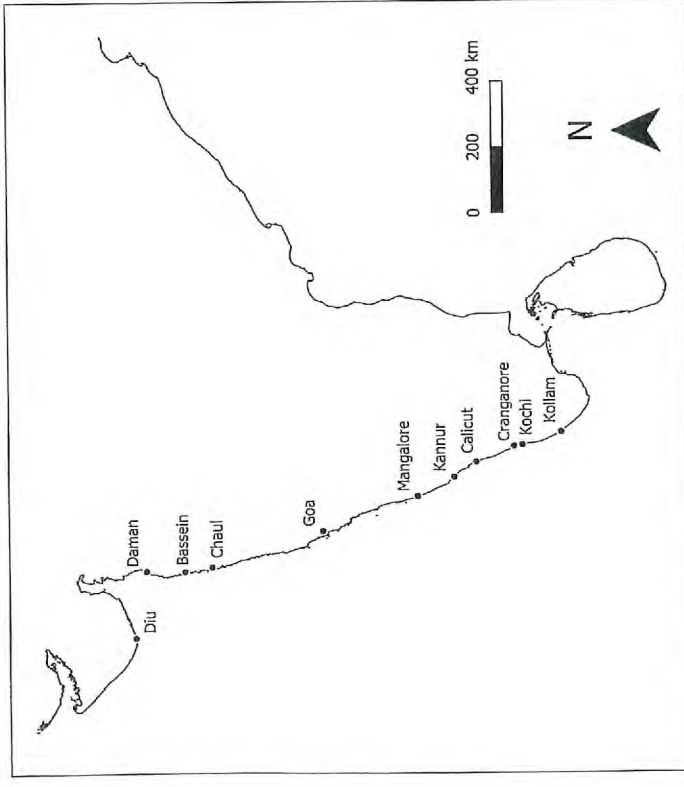 Daman
Diu
Bassein
Chaul
Goa
Mangalore
Kannur
Calicut
Cranganore
Kochi
Kollam
0 200 400 km
N